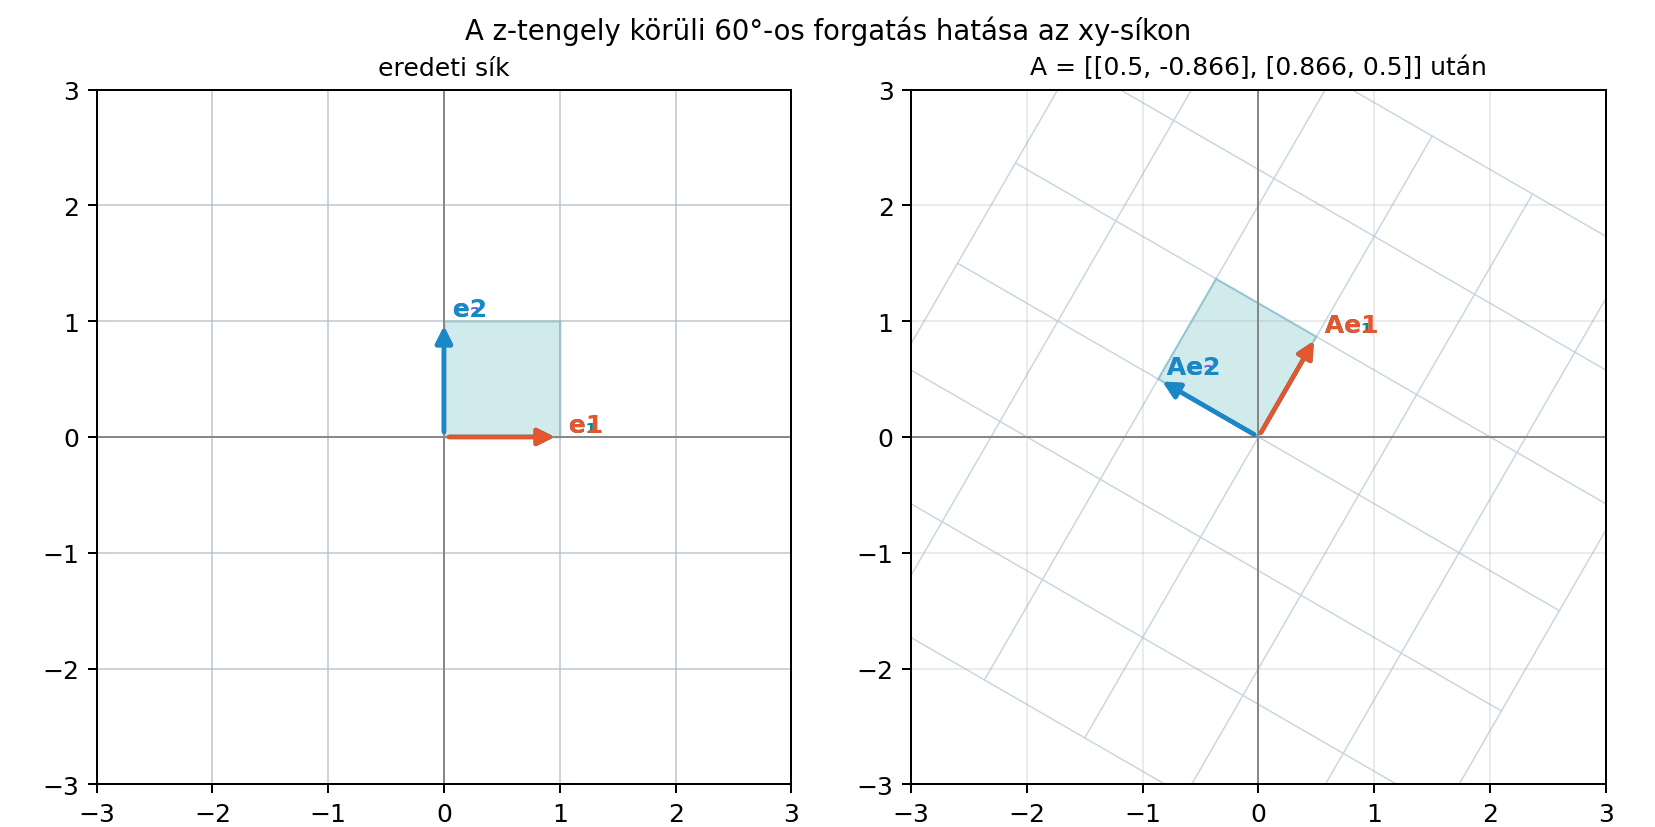 A z-tengely körüli 60°-os forgatás hatása az xy-síkon
eredeti sík
3
2
1
0
−1
−2
−3
−3 −2 −1 0 1 2 3
e2
e1
A = [[0.5, -0.866], [0.866, 0.5]] után
3
2
1
0
−1
−2
−3
−3 −2 −1 0 1 2 3
Ae1
Ae2